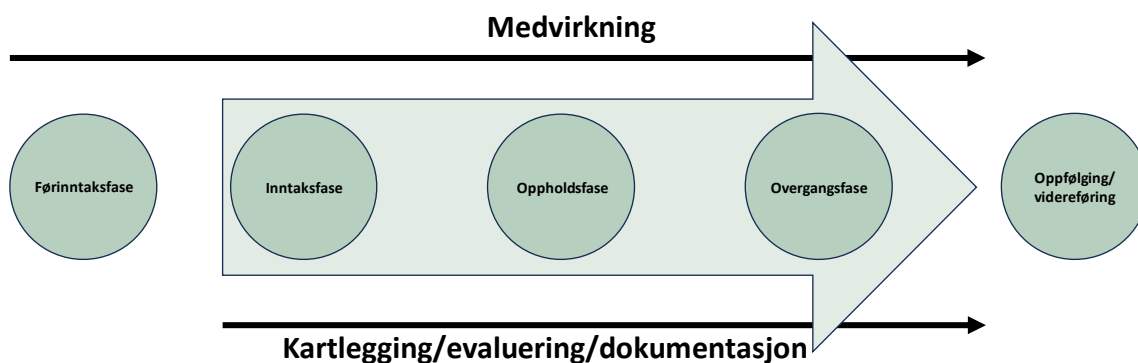 Medvirkning
Førinntaksfase
Inntaksfase
Oppholdsfase
Overgangsfase
Oppfølging/
videreføring
Kartlegging/evaluering/dokumentasjon